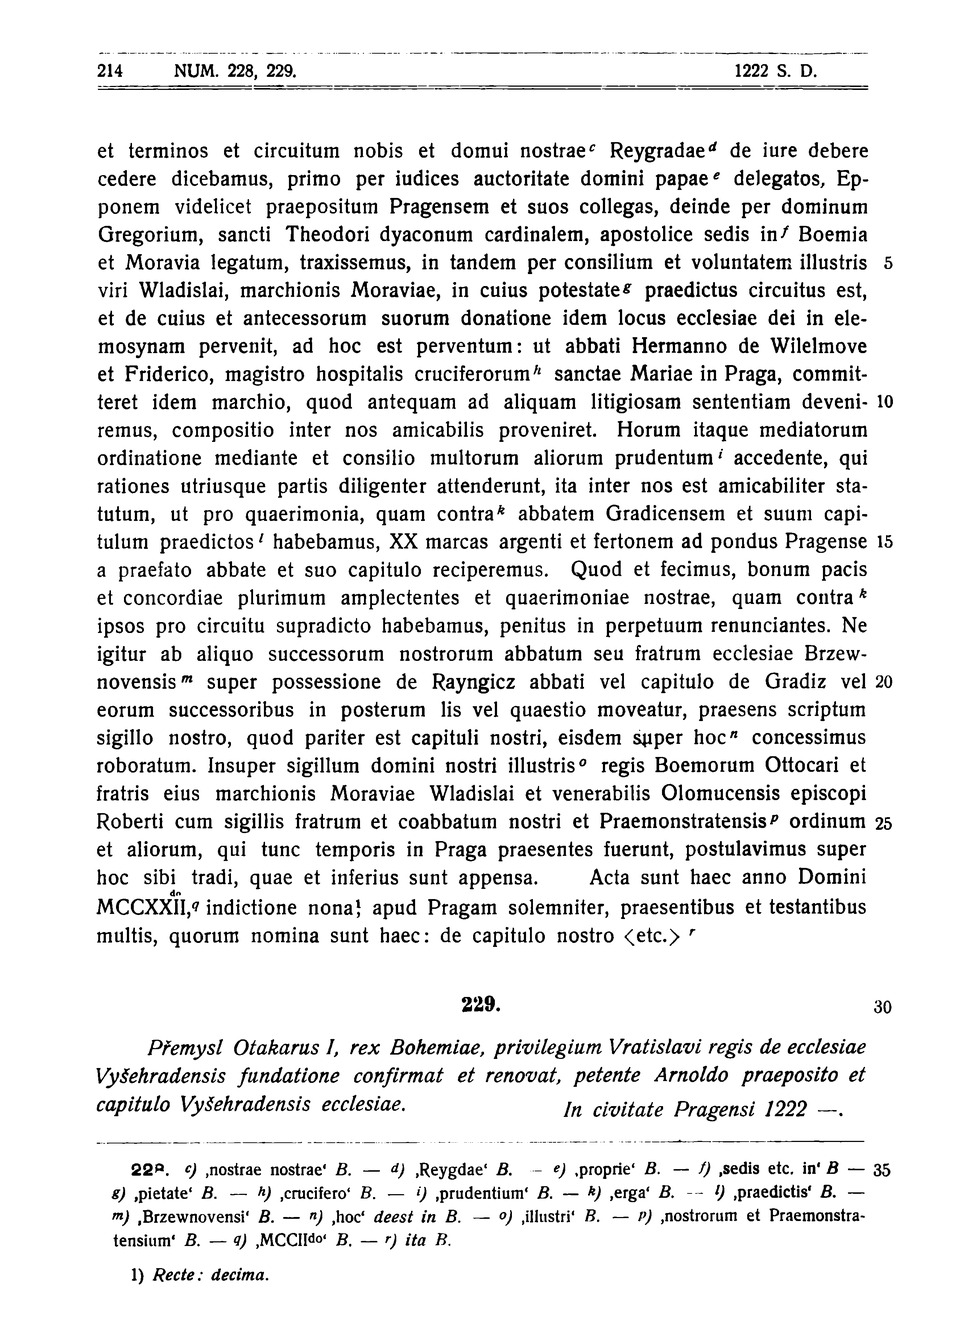 214 NUM. 228, 229. 1222 S. D.
et terminos et circuitum nobis et domui nostrae c Reygradae d de iure debere
cedere dicebamus, primo per iudices auctoritate domini papae e delegatos, Ep-
ponem videlicet praepositum Pragensem et suos collegas, deinde per dominum
Gregorium, sancti Theodori dyaconum cardinalem, apostolice sedis in f Boemia
et Moravia legatum, traxissemus, in tandem per consilium et voluntatem illustris 5
viri Wladislai, marchionis Moraviae, in cuius potestate g praedictus circuitus est,
et de cuius et antecessorum suorum donatione idem locus ecclesiae dei in ele-
mosynam pervenit, ad hoc est perventum: ut abbati Hermanno de Wilelmove
et Friderico, magistro hospitalis cruciferorum h sanctae Mariae in Praga, commit-
teret idem marchio, quod antequam ad aliquam litigiosam sententiam deveni- 10
remus, compositio inter nos amicabilis proveniret. Horum itaque mediatorum
ordinatione mediante et consilio multorum aliorum prudentum i accedente, qui
rationes utriusque partis diligenter attenderunt, ita inter nos est amicabiliter sta-
tutum, ut pro quaerimonia, quam contra k abbatem Gradicensem et suum capi-
tulum praedictos l habebamus, XX marcas argenti et fertonem ad pondus Pragense 15
a praefato abbate et suo capitulo reciperemus. Quod et fecimus, bonum pacis
et concordiae plurimum amplectentes et quaerimoniae nostrae, quam contra k
ipsos pro circuitu supradicto habebamus, penitus in perpetuum renunciantes. Ne
igitur ab aliquo successorum nostrorum abbatum seu fratrum ecclesiae Brzew-
novensis m super possessione de Rayngicz abbati vel capitulo de Gradiz vel 20
eorum successoribus in posterum lis vel quaestio moveatur, praesens scriptum
sigillo nostro, quod pariter est capituli nostri, eisdem super hoc n concessimus
roboratum. Insuper sigillum domini nostri illustris o regis Boemorum Ottocari et
fratris eius marchionis Moraviae Wladislai et venerabilis Olomucensis episcopi
Roberti cum sigillis fratrum et coabbatum nostri et Praemonstratensis p ordinum 25
et aliorum, qui tunc temporis in Praga praesentes fuerunt, postulavimus super
hoc sibi tradi, quae et inferius sunt appensa. Acta sunt haec anno Domini
MCCXXII do, q indictione nona 1; apud Pragam solemniter, praesentibus et testantibus
multis, quorum nomina sunt haec: de capitulo nostro <etc.> r
229. 30
Přemysl Otakarus I, rex Bohemiae, privilegium Vratislavi regis de ecclesiae
Vyšehradensis fundatione confirmat et renovat, petente Arnoldo praeposito et
capitulo Vyšehradensis ecclesiae. In civitate Pragensi 1222 —.
228. c) ‚nostrae nostrae‘ B. — d) ‚Reygdae‘ B. — e) ‚proprie‘ B. — f) ‚sedis etc. in‘ B — 35
g) ‚pietate‘ B. — h) ‚crucifero‘ B. — i) ‚prudentium‘ B. — k) ‚erga‘ B. — l) ‚praedictis‘ B. —
m) ‚Brzewnovensi‘ B. — n) ‚hoc‘ deest in B. — o) ‚illustri‘ B. — p) ‚nostrorum et Praemonstra-
tensium‘ B. — q) ‚MCCIIdo‘ B. — r) ita B.
1) Recte: decima.